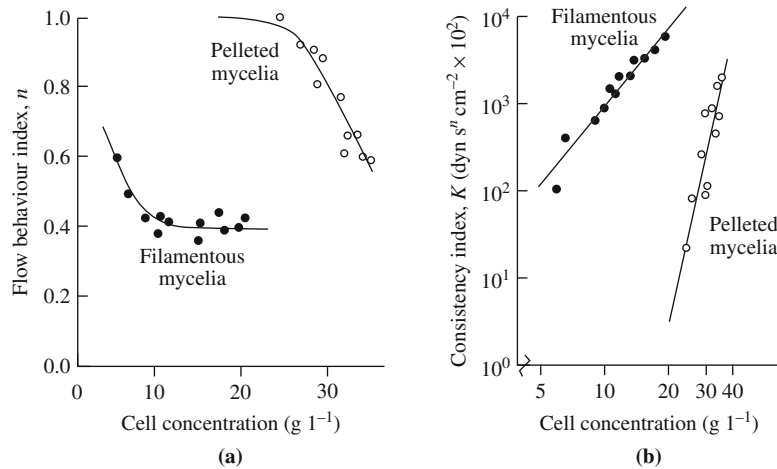 Flow behaviour index, n
1.0
0.8
0.6
0.4
0.2
0.0
0
10
20
30
Pelleted
mycelia
Filamentous
mycelia
Cell concentration (g 1⁻¹)
(a)
Consistency index, K (dyn sⁿ cm⁻² × 10²)
10⁴
10³
10²
10¹
10⁰
5
10
20
30
40
Filamentous
mycelia
Pelleted
mycelia
Cell concentration (g 1⁻¹)
(b)